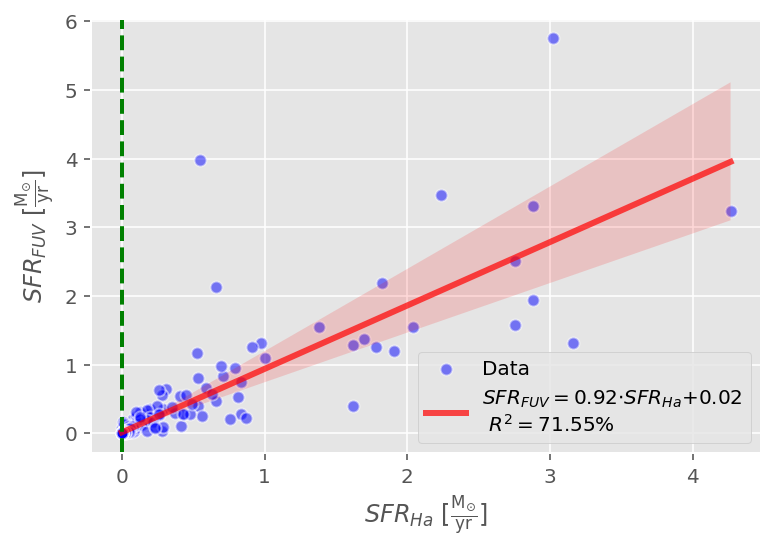 6
5
4
3
2
1
0
SFR_FUV [M⊙/yr]
Data
SFR_FUV = 0.92·SFR_Ha+0.02
R² = 71.55%
0 1 2 3 4
SFR_Ha [M⊙/yr]